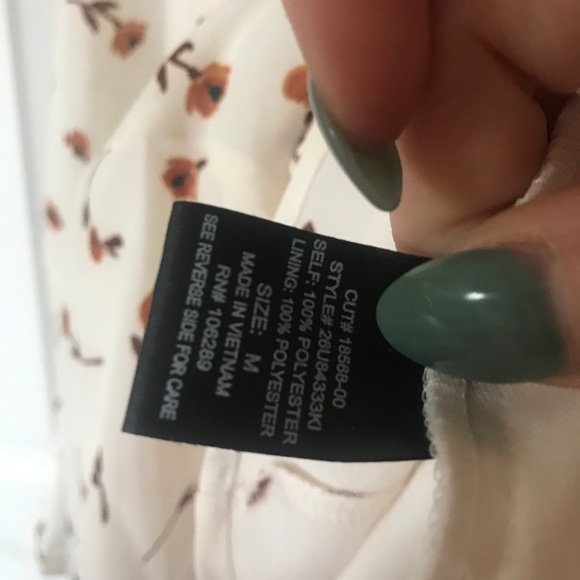 CUT# 18568-00
STYLE# 26U84333KI
SELF: 100% POLYESTER
LINING: 100% POLYESTER
SIZE: M
MADE IN VIETNAM
RN# 106289
SEE REVERSE SIDE FOR CARE